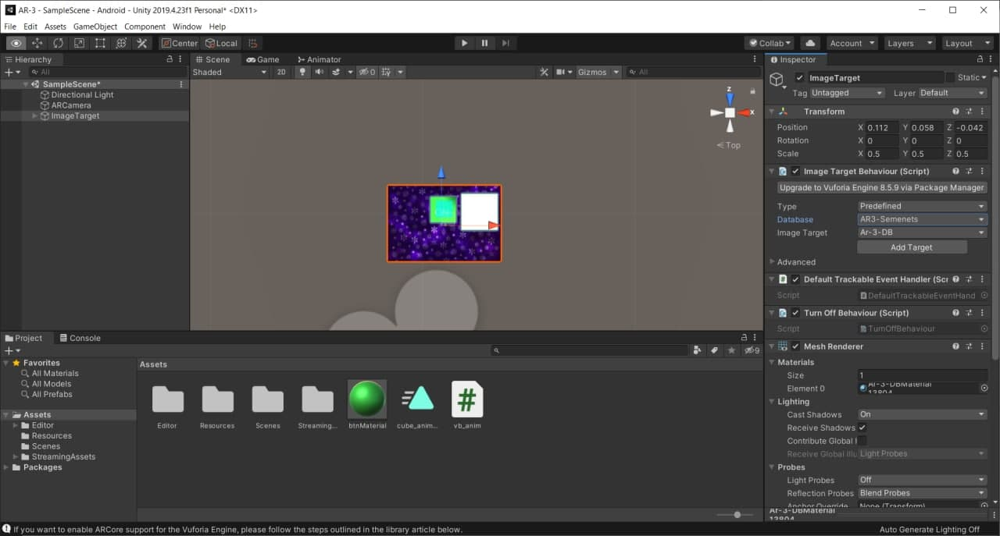 AR-3 - SampleScene - Android - Unity 2019.4.23f1 Personal* <DX11>
File Edit Assets GameObject Component Window Help
Center Local
Collab Account Layers Layout
Hierarchy
All
SampleScene*
Directional Light
ARCamera
ImageTarget
Scene Game Animator
Shaded 2D 0 Gizmos All
z
x
Top
Inspector
ImageTarget Static
Tag Untagged Layer Default
Transform
Position X 0.112 Y 0.058 Z -0.042
Rotation X 0 Y 0 Z 0
Scale X 0.5 Y 0.5 Z 0.5
Image Target Behaviour (Script)
Upgrade to Vuforia Engine 8.5.9 via Package Manager
Type Predefined
Database AR3-Semenets
Image Target Ar-3-DB
Add Target
Advanced
Default Trackable Event Handler (Scr
Script DefaultTrackableEventHand
Turn Off Behaviour (Script)
Script TurnOffBehaviour
Mesh Renderer
Materials
Size 1
Element 0 Ar-3-DBMaterial
13804
Lighting
Cast Shadows On
Receive Shadows
Contribute Global I
Receive Global Illu Light Probes
Probes
Light Probes Off
Reflection Probes Blend Probes
Anchor Override None (Transform)
Ar-3-DBMaterial
13804
Project Console
9
Favorites
All Materials
All Models
All Prefabs
Assets
Editor
Resources
Scenes
StreamingAssets
Packages
Assets
Editor Resources Scenes Streaming... btnMaterial cube_anim... vb_anim
If you want to enable ARCore support for the Vuforia Engine, please follow the steps outlined in the library article below.
Auto Generate Lighting Off